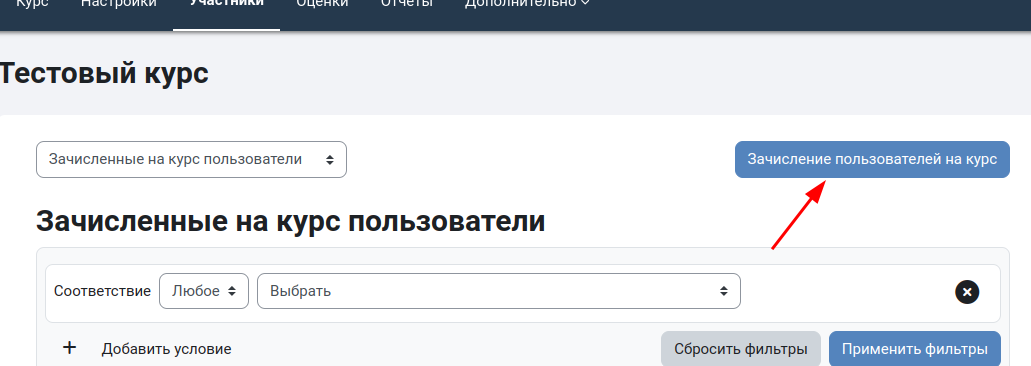 Курс Настройки Участники Оценки Отчеты Дополнительно
Тестовый курс
Зачисленные на курс пользователи Зачисление пользователей на курс
Зачисленные на курс пользователи
Соответствие Любое Выбрать
Добавить условие Сбросить фильтры Применить фильтры